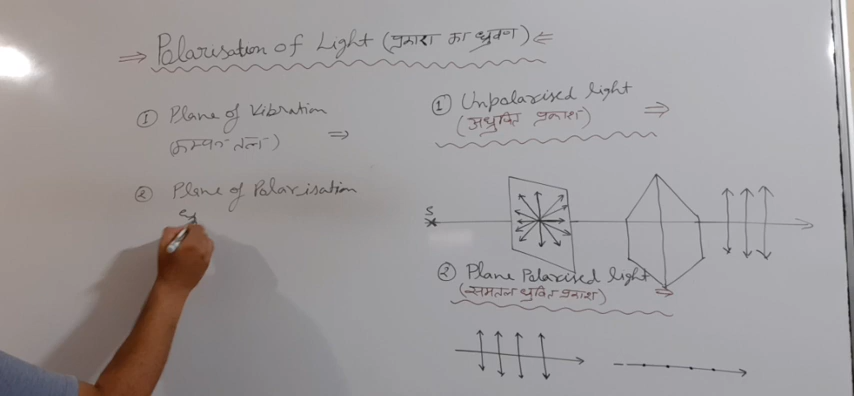 ⇒ Polarisation of Light (प्रकाश का ध्रुवण) ⇐
① Plane of Vibration
(कम्पन तल) ⇒
② Plane of Polarisation
① Unpolarised light
(अध्रुवित प्रकाश) ⇒
S
② Plane Polarised light
(समतल ध्रुवित प्रकाश) ⇒